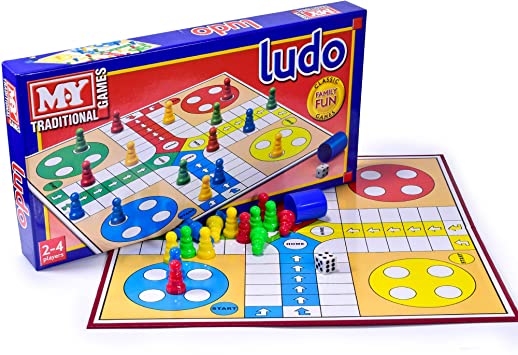 M·Y
TRADITIONAL
GAMES
ludo
CLASSIC
FAMILY
FUN
GAMES
2-4
players
ludo
HOME
START